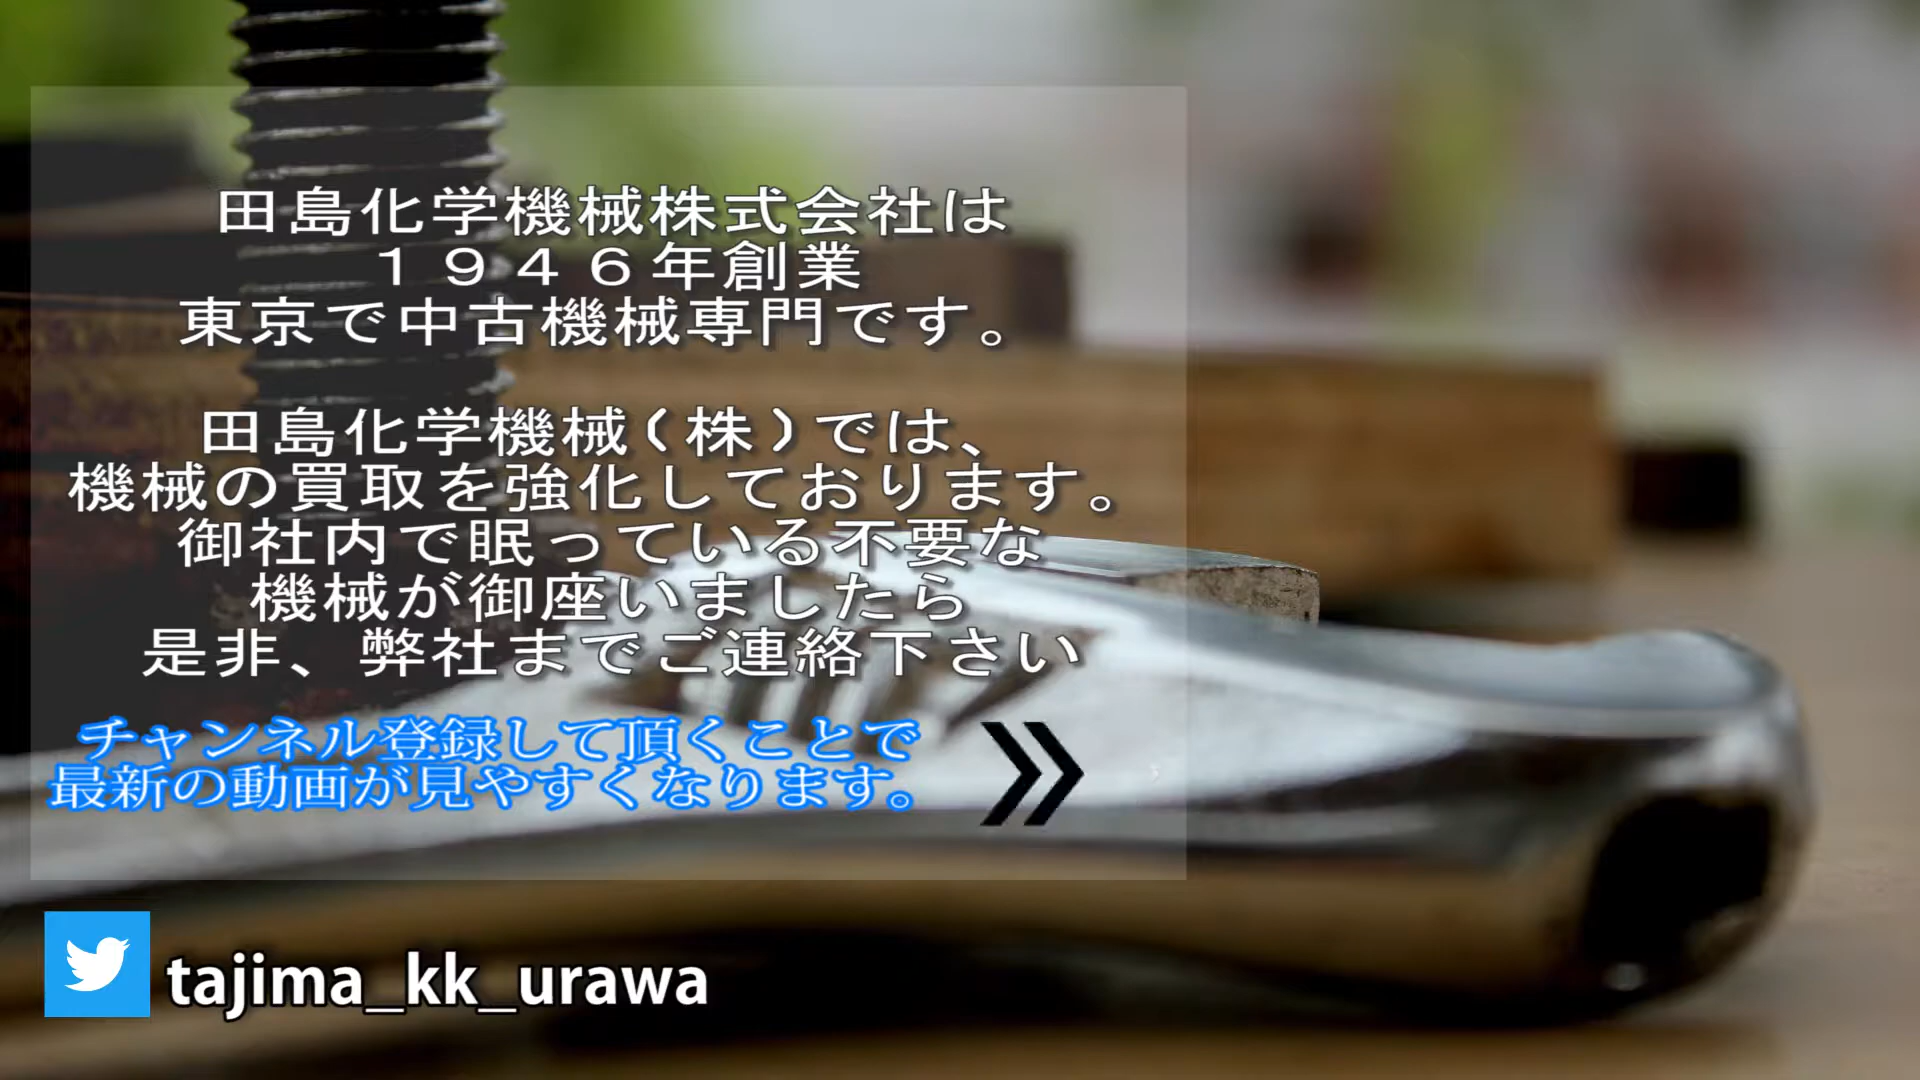 田島化学機械株式会社は
１９４６年創業
東京で中古機械専門です。
田島化学機械(株)では、
機械の買取を強化しております。
御社内で眠っている不要な
機械が御座いましたら
是非、弊社までご連絡下さい
チャンネル登録して頂くことで
最新の動画が見やすくなります。
tajima_kk_urawa